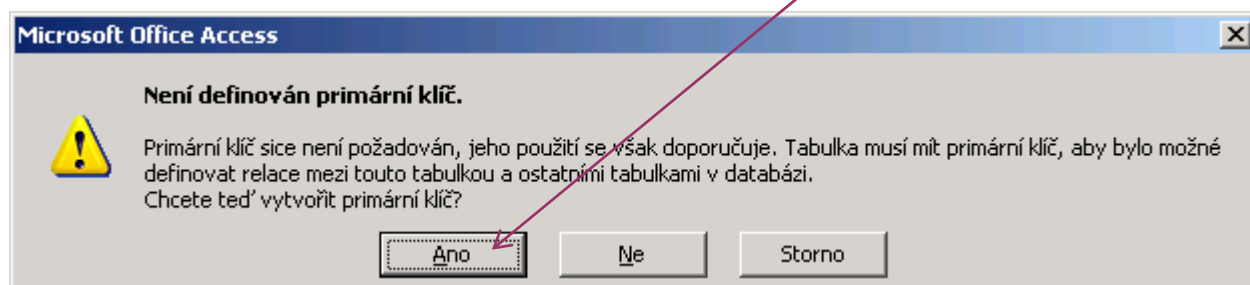 Microsoft Office Access
Není definován primární klíč.
Primární klíč sice není požadován, jeho použití se však doporučuje. Tabulka musí mít primární klíč, aby bylo možné
definovat relace mezi touto tabulkou a ostatními tabulkami v databázi.
Chcete teď vytvořit primární klíč?
Ano Ne Storno